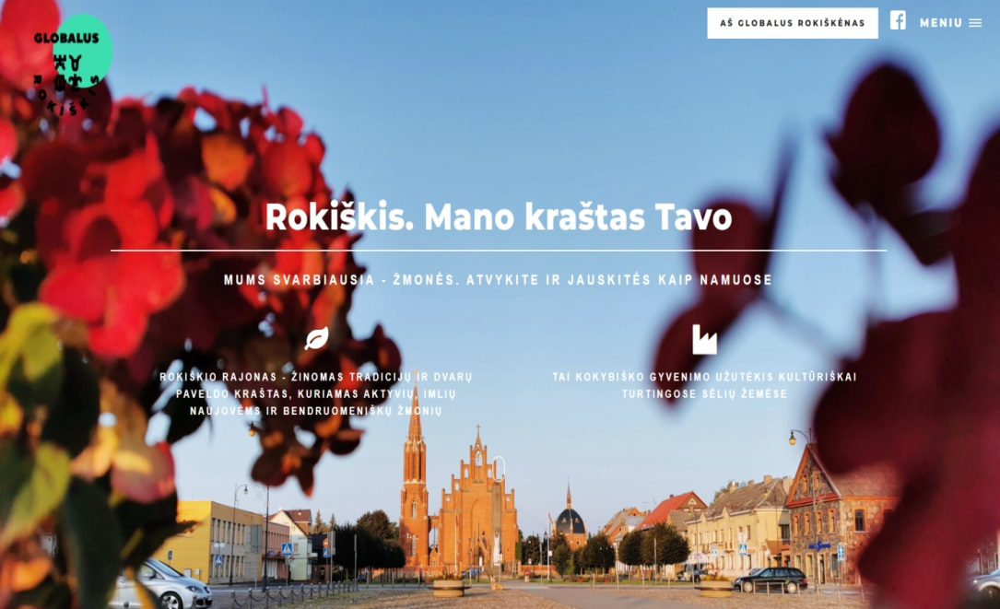 GLOBALUS
ROKIŠKIS
AŠ GLOBALUS ROKIŠKĖNAS
MENIU
Rokiškis. Mano kraštas Tavo
MUMS SVARBIAUSIA - ŽMONĖS. ATVYKITE IR JAUSKITĖS KAIP NAMUOSE
ROKIŠKIO RAJONAS - ŽINOMAS TRADICIJŲ IR DVARŲ
PAVELDO KRAŠTAS, KURIAMAS AKTYVIŲ, IMLIŲ
NAUJOVĖMS IR BENDRUOMENIŠKŲ ŽMONIŲ
TAI KOKYBIŠKO GYVENIMO UŽUTĖKIS KULTŪRIŠKAI
TURTINGOSE SĖLIŲ ŽEMĖSE